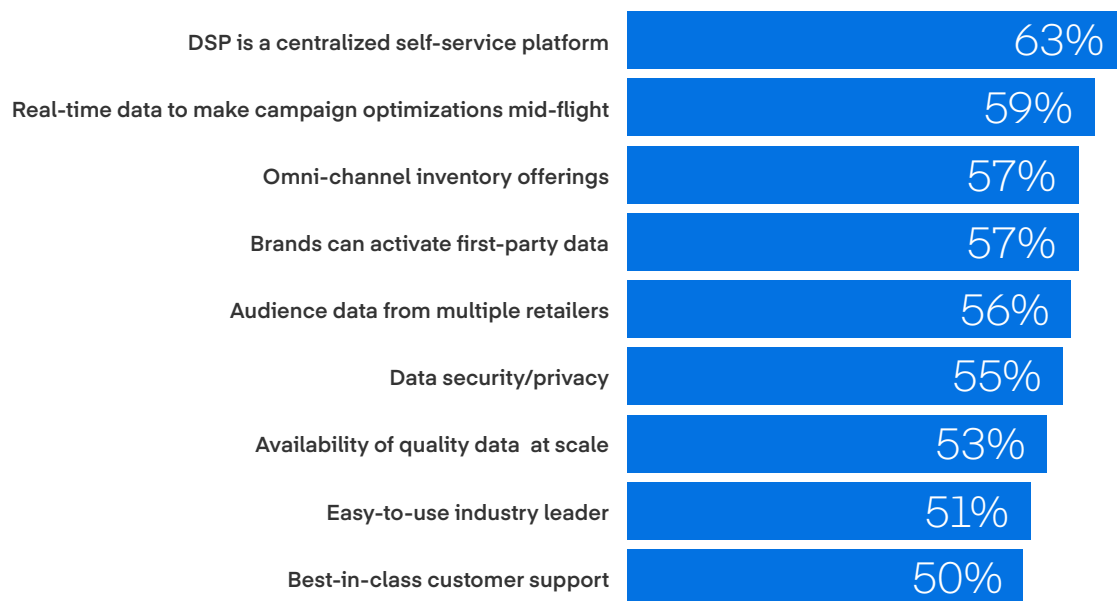 DSP is a centralized self-service platform 63%
Real-time data to make campaign optimizations mid-flight 59%
Omni-channel inventory offerings 57%
Brands can activate first-party data 57%
Audience data from multiple retailers 56%
Data security/privacy 55%
Availability of quality data  at scale 53%
Easy-to-use industry leader 51%
Best-in-class customer support 50%